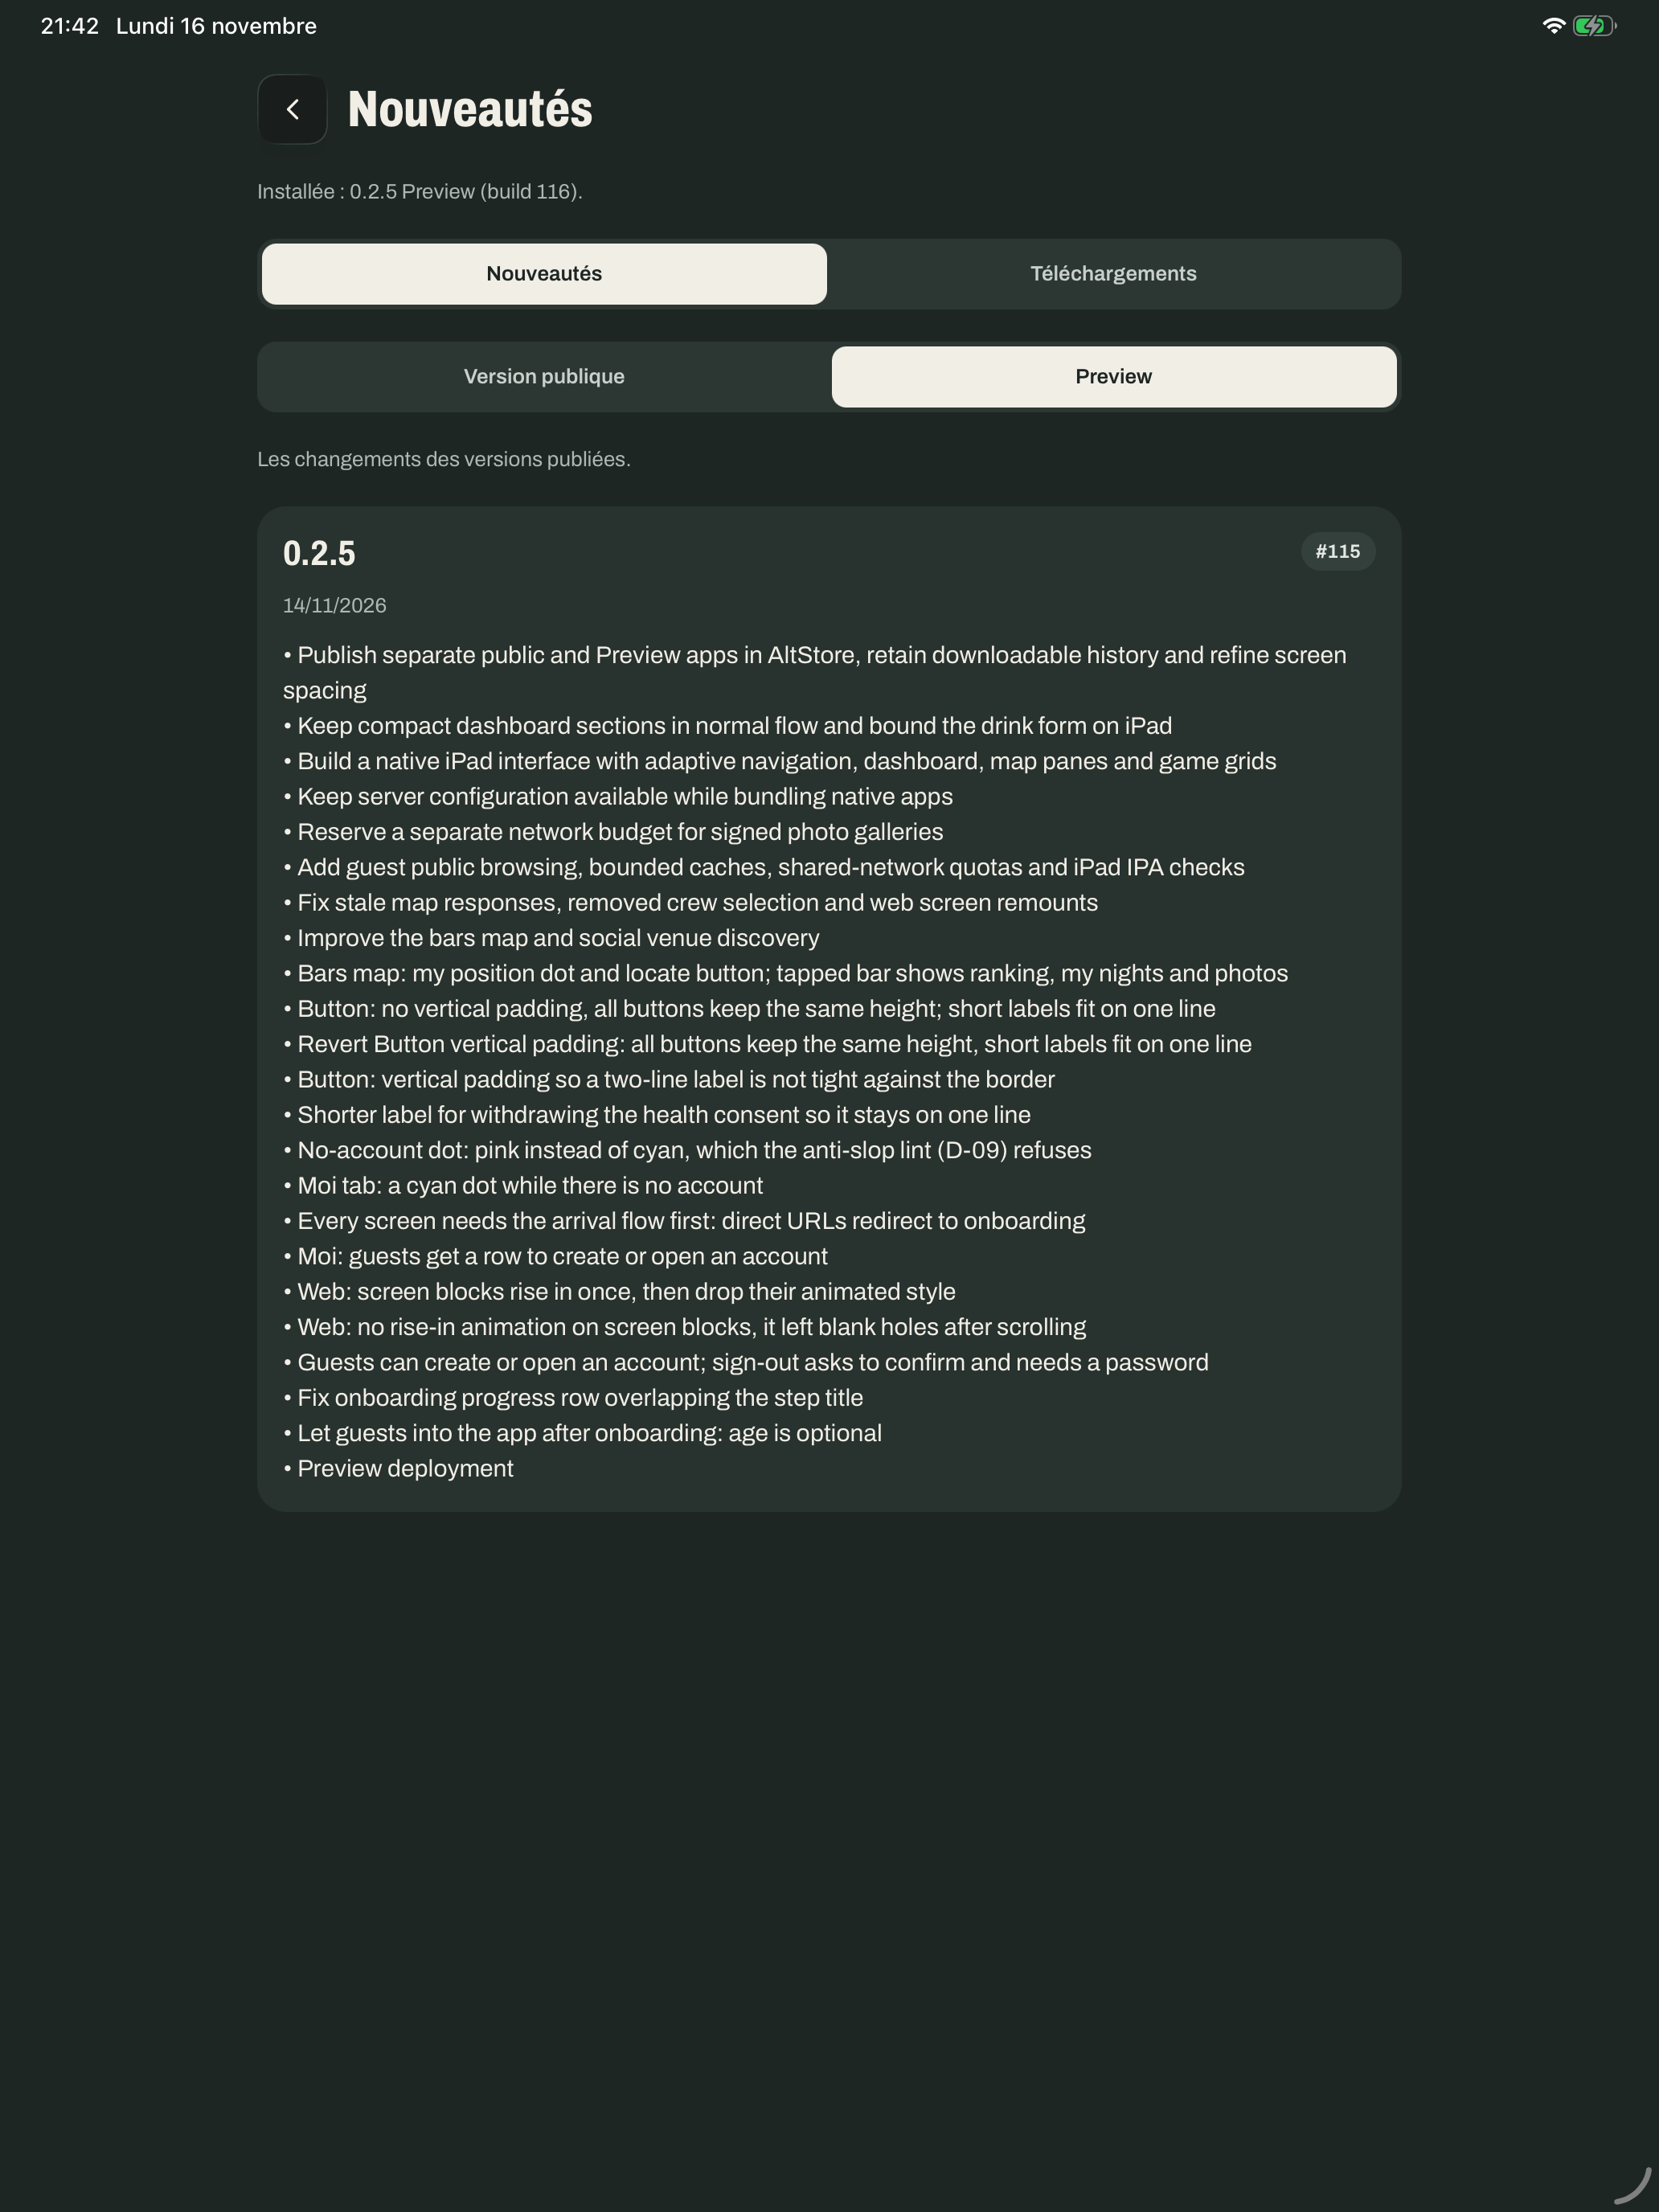 21:42 Lundi 16 novembre
Nouveautés
Installée : 0.2.5 Preview (build 116).
Nouveautés
Téléchargements
Version publique
Preview
Les changements des versions publiées.
0.2.5
#115
14/11/2026
• Publish separate public and Preview apps in AltStore, retain downloadable history and refine screen
spacing
• Keep compact dashboard sections in normal flow and bound the drink form on iPad
• Build a native iPad interface with adaptive navigation, dashboard, map panes and game grids
• Keep server configuration available while bundling native apps
• Reserve a separate network budget for signed photo galleries
• Add guest public browsing, bounded caches, shared-network quotas and iPad IPA checks
• Fix stale map responses, removed crew selection and web screen remounts
• Improve the bars map and social venue discovery
• Bars map: my position dot and locate button; tapped bar shows ranking, my nights and photos
• Button: no vertical padding, all buttons keep the same height; short labels fit on one line
• Revert Button vertical padding: all buttons keep the same height, short labels fit on one line
• Button: vertical padding so a two-line label is not tight against the border
• Shorter label for withdrawing the health consent so it stays on one line
• No-account dot: pink instead of cyan, which the anti-slop lint (D-09) refuses
• Moi tab: a cyan dot while there is no account
• Every screen needs the arrival flow first: direct URLs redirect to onboarding
• Moi: guests get a row to create or open an account
• Web: screen blocks rise in once, then drop their animated style
• Web: no rise-in animation on screen blocks, it left blank holes after scrolling
• Guests can create or open an account; sign-out asks to confirm and needs a password
• Fix onboarding progress row overlapping the step title
• Let guests into the app after onboarding: age is optional
• Preview deployment